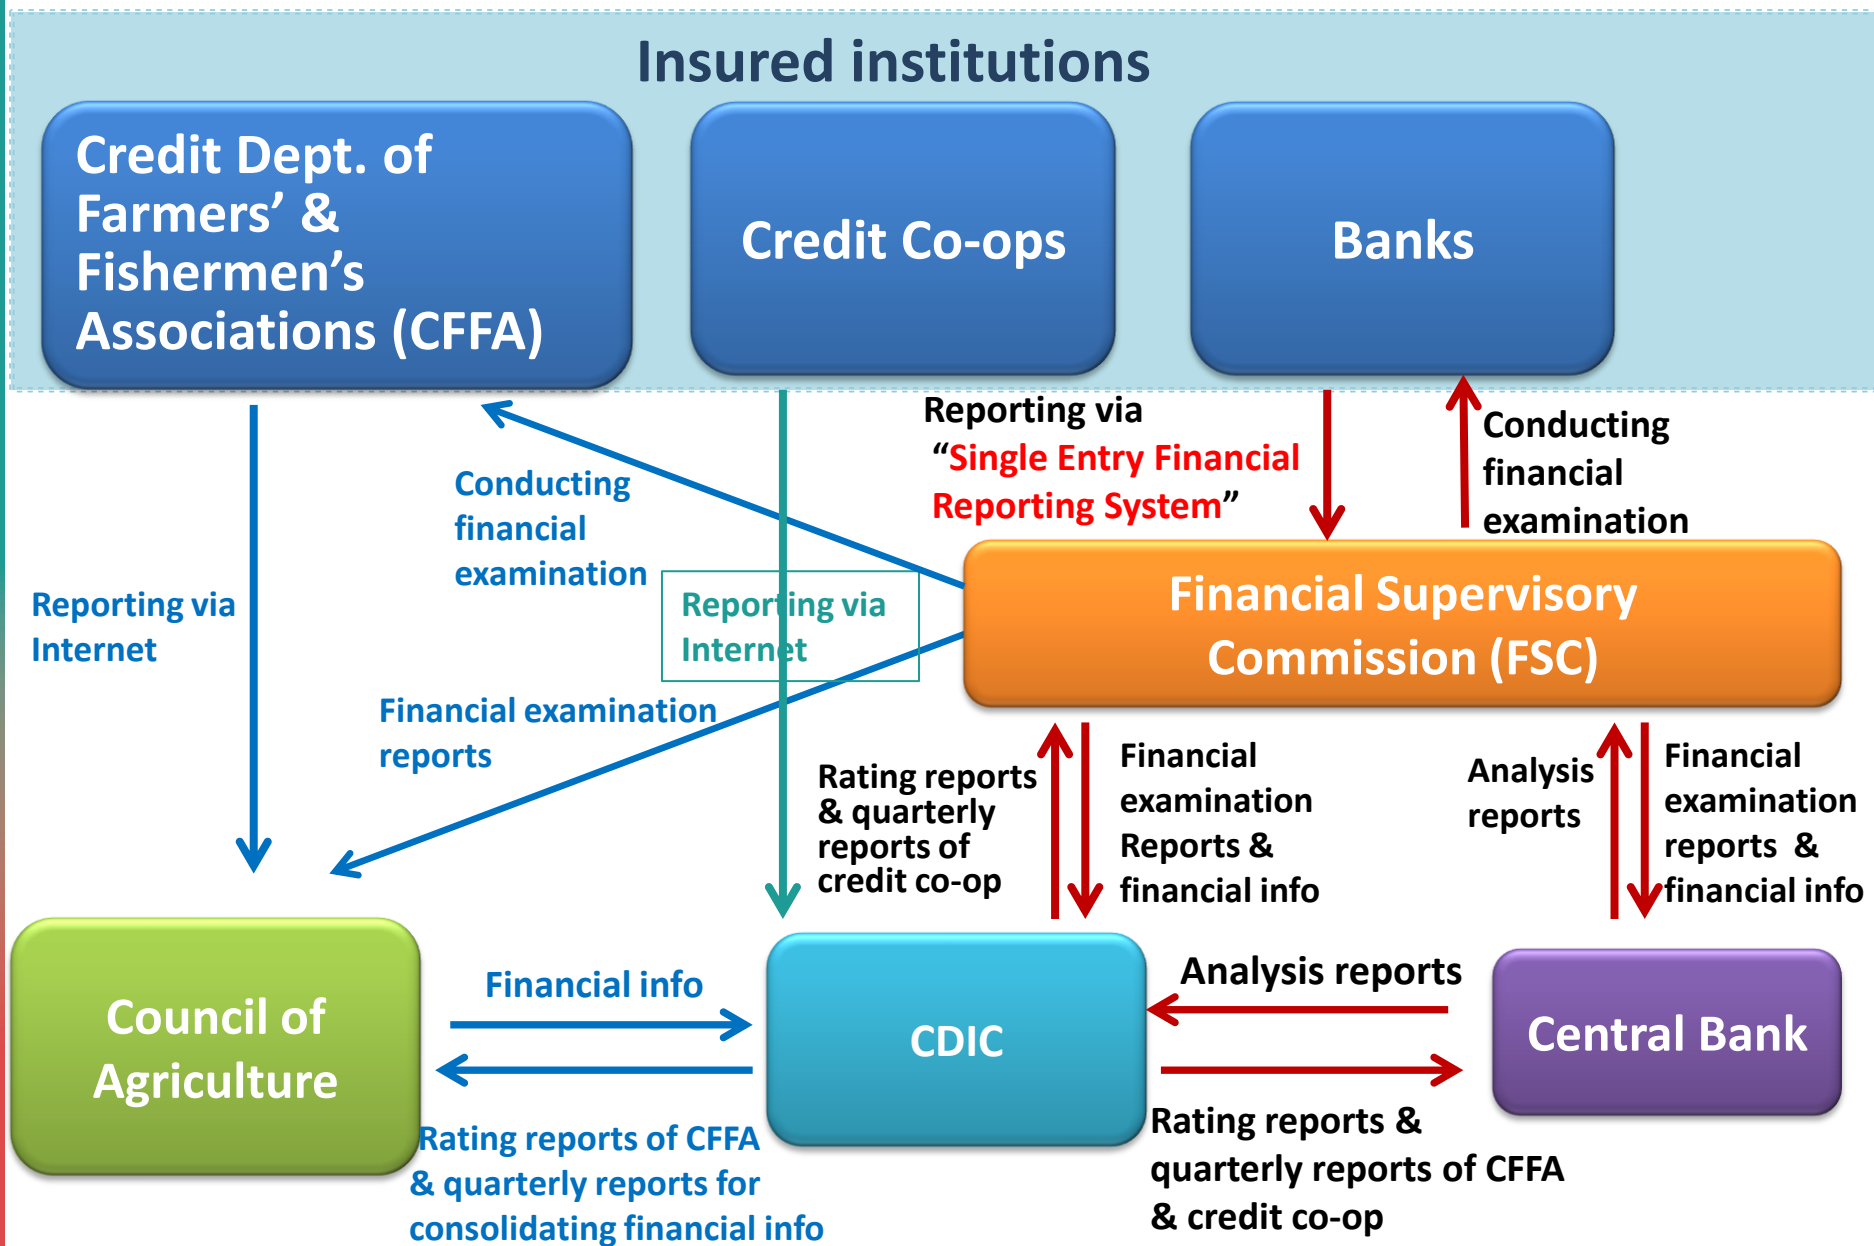 Insured institutions
Credit Dept. of
Farmers’ &
Fishermen’s
Associations (CFFA)
Credit Co-ops
Banks
Reporting via
“Single Entry Financial
Reporting System”
Conducting
financial
examination
Conducting
financial
examination
Reporting via
Internet
Reporting via
Internet
Financial Supervisory
Commission (FSC)
Financial examination
reports
Rating reports
& quarterly
reports of
credit co-op
Financial
examination
Reports &
financial info
Analysis
reports
Financial
examination
reports &
financial info
Council of
Agriculture
Financial info
CDIC
Analysis reports
Central Bank
Rating reports of CFFA
& quarterly reports for
consolidating financial info
Rating reports &
quarterly reports of CFFA
& credit co-op